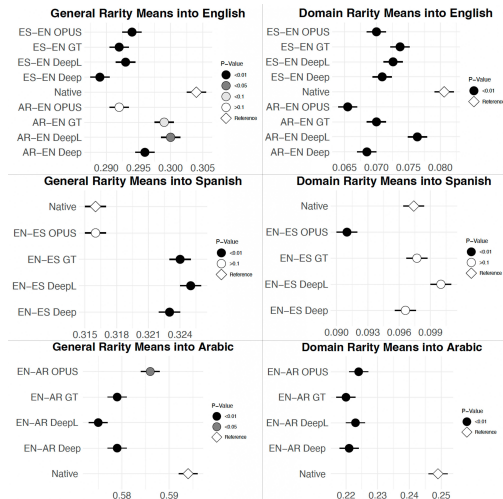 General Rarity Means into English
ES−EN OPUS
ES−EN GT
ES−EN DeepL
ES−EN Deep
Native
AR−EN OPUS
AR−EN GT
AR−EN DeepL
AR−EN Deep
0.290 0.295 0.300 0.305
P−Value
<0.01
<0.05
<0.1
>0.1
Reference
Domain Rarity Means into English
ES−EN OPUS
ES−EN GT
ES−EN DeepL
ES−EN Deep
Native
AR−EN OPUS
AR−EN GT
AR−EN DeepL
AR−EN Deep
0.065 0.070 0.075 0.080
P−Value
<0.01
Reference
General Rarity Means into Spanish
Native
EN−ES OPUS
EN−ES GT
EN−ES DeepL
EN−ES Deep
0.315 0.318 0.321 0.324
P−Value
<0.01
>0.1
Reference
Domain Rarity Means into Spanish
Native
EN−ES OPUS
EN−ES GT
EN−ES DeepL
EN−ES Deep
0.090 0.093 0.096 0.099
P−Value
<0.01
>0.1
Reference
General Rarity Means into Arabic
EN−AR OPUS
EN−AR GT
EN−AR DeepL
EN−AR Deep
Native
0.58 0.59
P−Value
<0.01
<0.05
Reference
Domain Rarity Means into Arabic
EN−AR OPUS
EN−AR GT
EN−AR DeepL
EN−AR Deep
Native
0.22 0.23 0.24 0.25
P−Value
<0.01
Reference